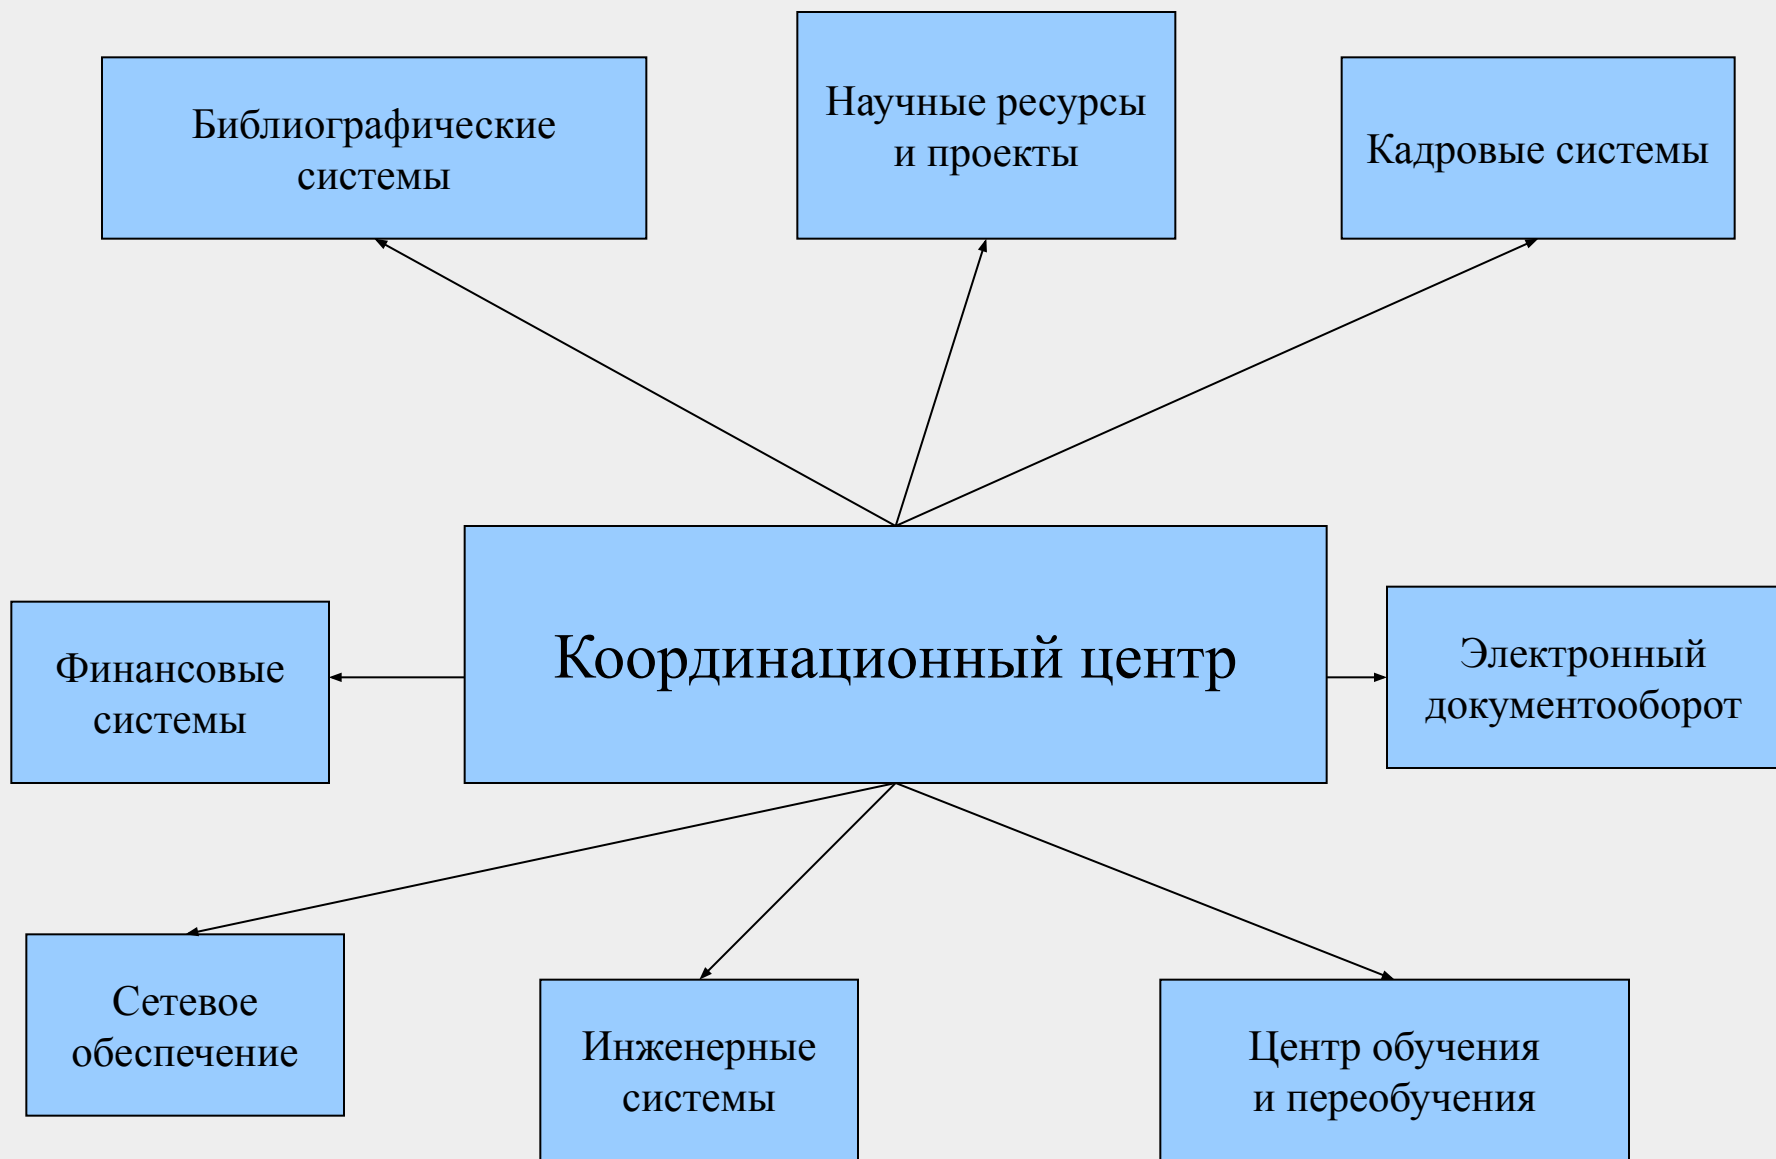 Библиографические
системы
Научные ресурсы
и проекты
Кадровые системы
Финансовые
системы
Координационный центр
Электронный
документооборот
Сетевое
обеспечение
Инженерные
системы
Центр обучения
и переобучения